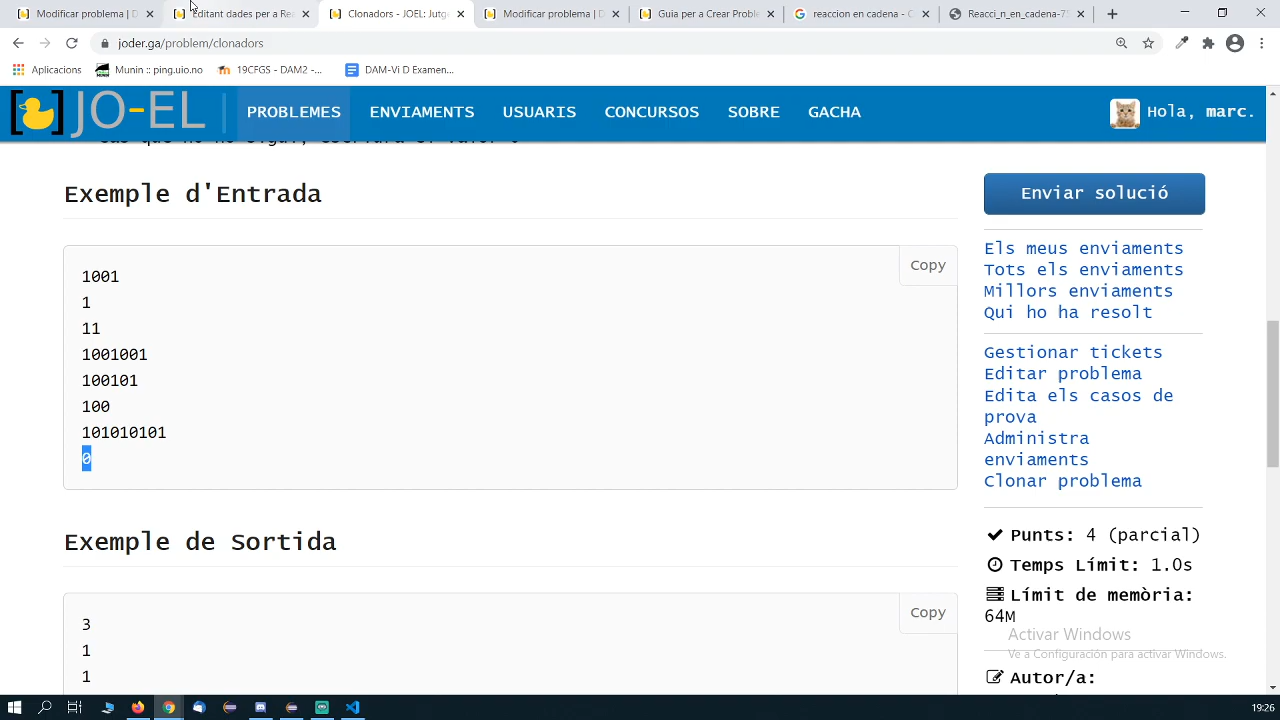 Modificar problema | D
Editant dades per a Rea
Clonadors - JOEL: Jutg
Modificar problema | D
Guia per a Crear Proble
reaccion en cadena - C
Reacci_n_en_cadena-75
joder.ga/problem/clonadors
Aplicacions
Munin :: ping.uio.no
19CFGS - DAM2 -...
DAM-Vi D Examen...
JO-EL
PROBLEMES
ENVIAMENTS
USUARIS
CONCURSOS
SOBRE
GACHA
Hola, marc.
Exemple d'Entrada
Copy
1001
1
11
1001001
100101
100
101010101
0
Exemple de Sortida
Copy
3
1
1
Enviar solució
Els meus enviaments
Tots els enviaments
Millors enviaments
Qui ho ha resolt
Gestionar tickets
Editar problema
Edita els casos de
prova
Administra
enviaments
Clonar problema
Punts: 4 (parcial)
Temps Límit: 1.0s
Límit de memòria:
64M
Activar Windows
Ve a Configuración para activar Windows.
Autor/a:
19:26